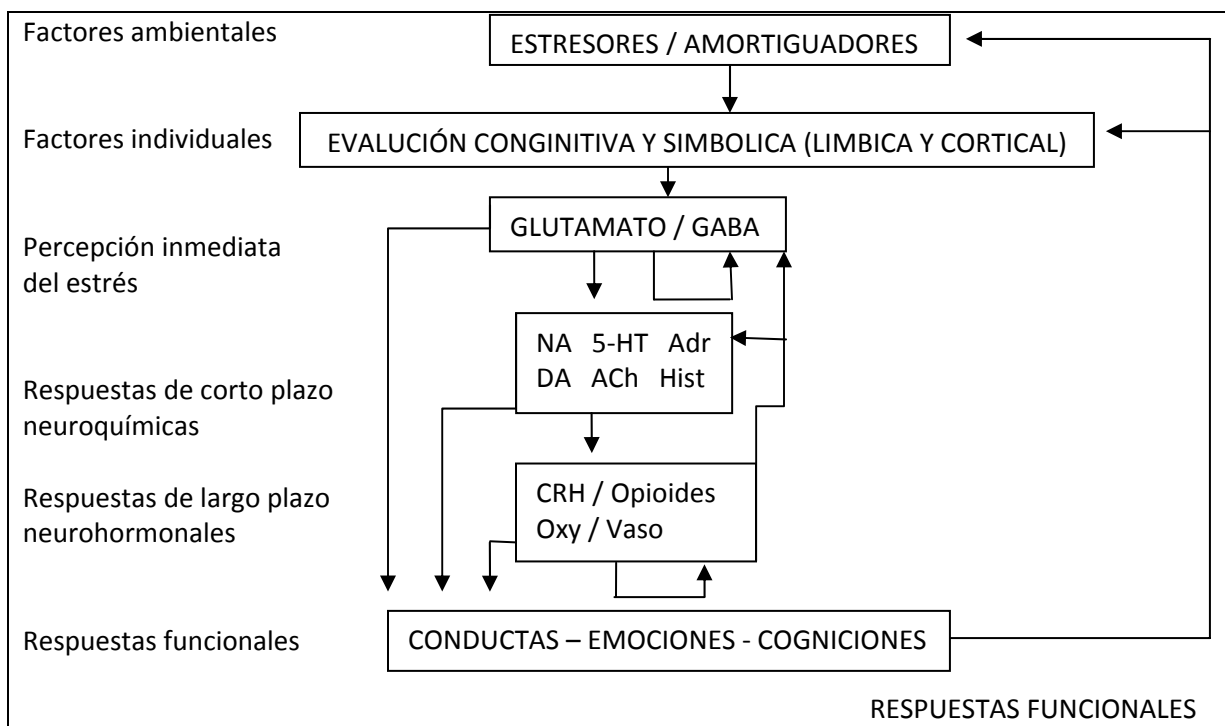 Factores ambientales
ESTRESORES / AMORTIGUADORES
Factores individuales
EVALUCIÓN CONGINITIVA Y SIMBOLICA (LIMBICA Y CORTICAL)
GLUTAMATO / GABA
Percepción inmediata
del estrés
NA 5-HT Adr
DA ACh Hist
Respuestas de corto plazo
neuroquímicas
CRH / Opioides
Oxy / Vaso
Respuestas de largo plazo
neurohormonales
Respuestas funcionales
CONDUCTAS – EMOCIONES - COGNICIONES
RESPUESTAS FUNCIONALES